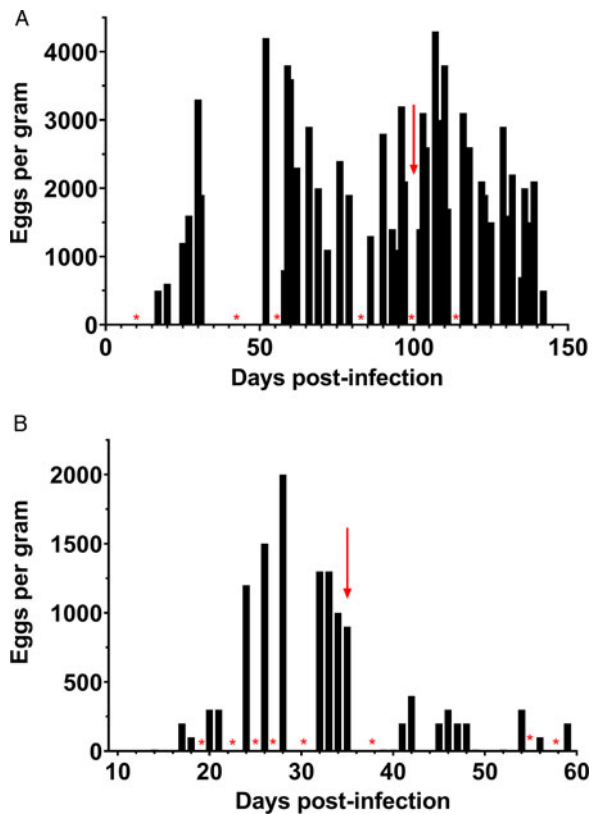 A
Eggs per gram
4000
3000
2000
1000
0
* * * * * *
0 50 100 150
Days post-infection
B
Eggs per gram
2000
1500
1000
500
0
* * * * * * * *
10 20 30 40 50 60
Days post-infection